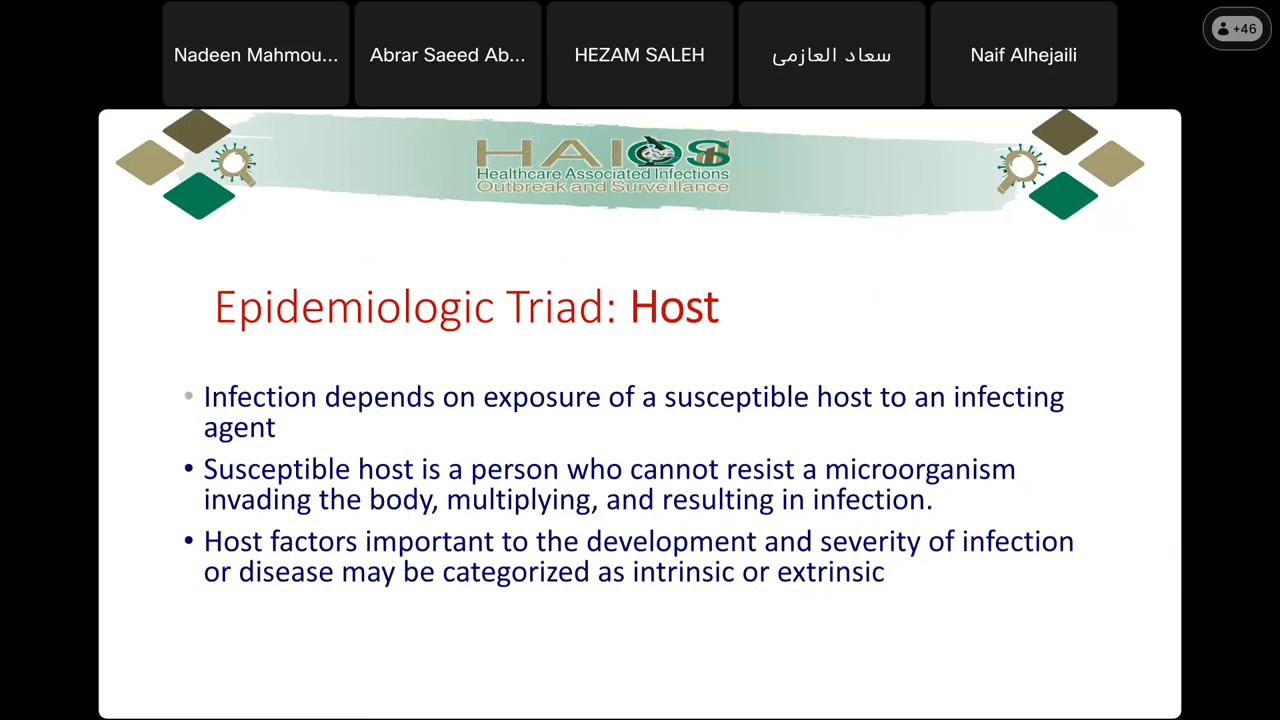 Nadeen Mahmou...
Abrar Saeed Ab...
HEZAM SALEH
سعاد العازمى
Naif Alhejaili
+46
HAIOS
Healthcare Associated Infections
Outbreak and Surveillance
Epidemiologic Triad: Host
• Infection depends on exposure of a susceptible host to an infecting
agent
• Susceptible host is a person who cannot resist a microorganism
invading the body, multiplying, and resulting in infection.
• Host factors important to the development and severity of infection
or disease may be categorized as intrinsic or extrinsic